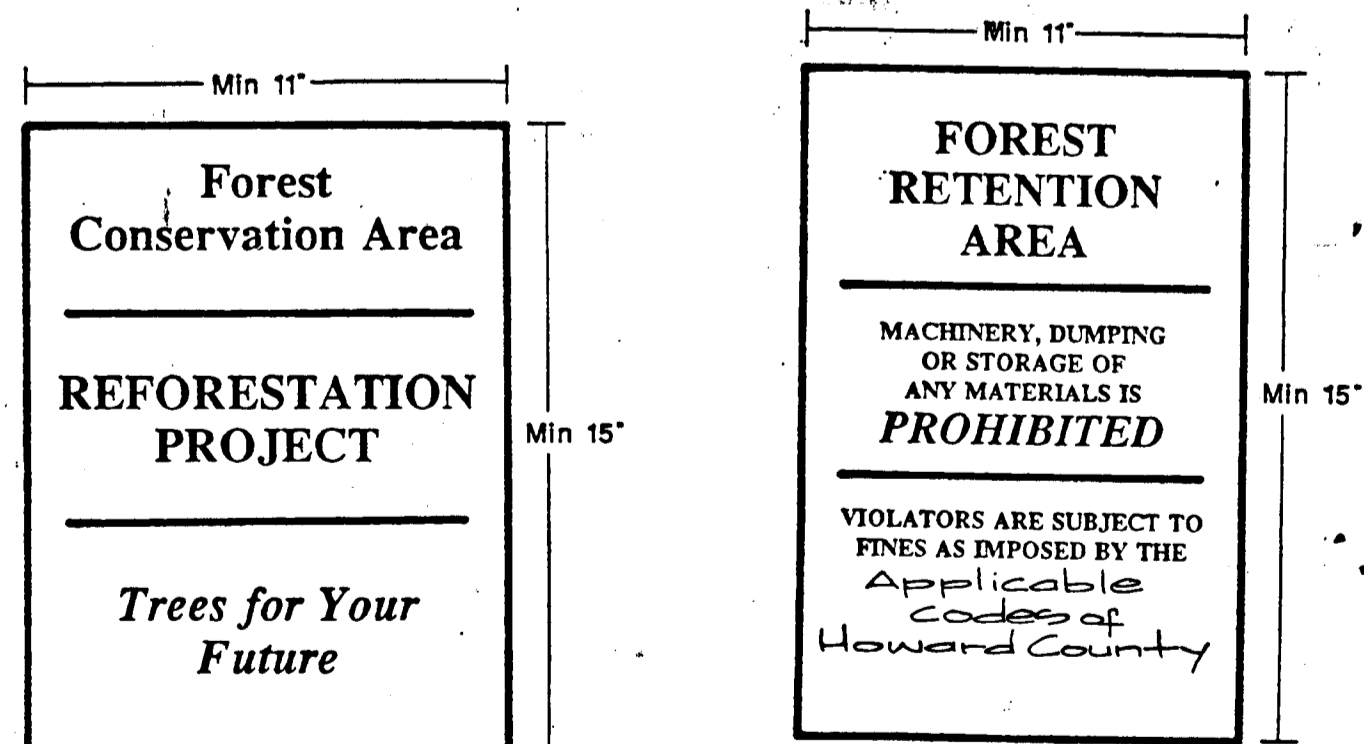 Min 11"
Forest
Conservation Area
REFORESTATION
PROJECT
Trees for Your
Future
Min 15"
Min 11"
FOREST
RETENTION
AREA
MACHINERY, DUMPING
OR STORAGE OF
ANY MATERIALS IS
PROHIBITED
VIOLATORS ARE SUBJECT TO
FINES AS IMPOSED BY THE
Applicable
codes of
Howard County
Min 15"